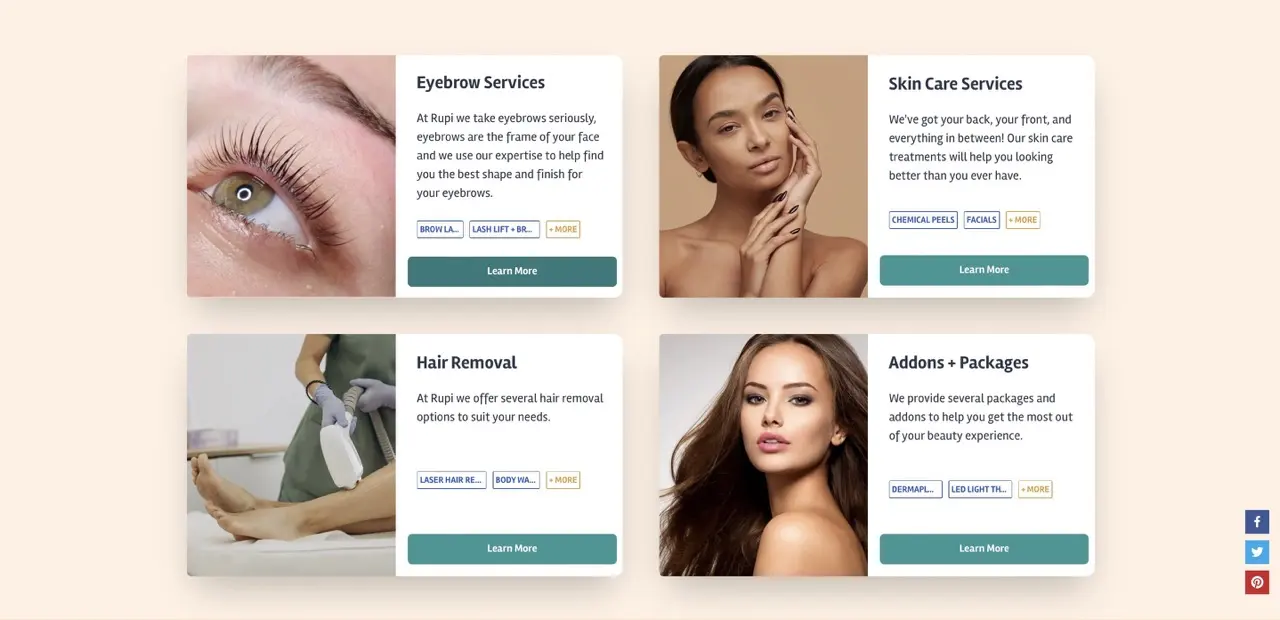 Eyebrow Services
At Rupi we take eyebrows seriously,
eyebrows are the frame of your face
and we use our expertise to help find
you the best shape and finish for
your eyebrows.
BROW LA...
LASH LIFT + BR...
+ MORE
Learn More
Skin Care Services
We've got your back, your front, and
everything in between! Our skin care
treatments will help you looking
better than you ever have.
CHEMICAL PEELS
FACIALS
+ MORE
Learn More
Hair Removal
At Rupi we offer several hair removal
options to suit your needs.
LASER HAIR RE...
BODY WA...
+ MORE
Learn More
Addons + Packages
We provide several packages and
addons to help you get the most out
of your beauty experience.
DERMAPL...
LED LIGHT TH...
+ MORE
Learn More